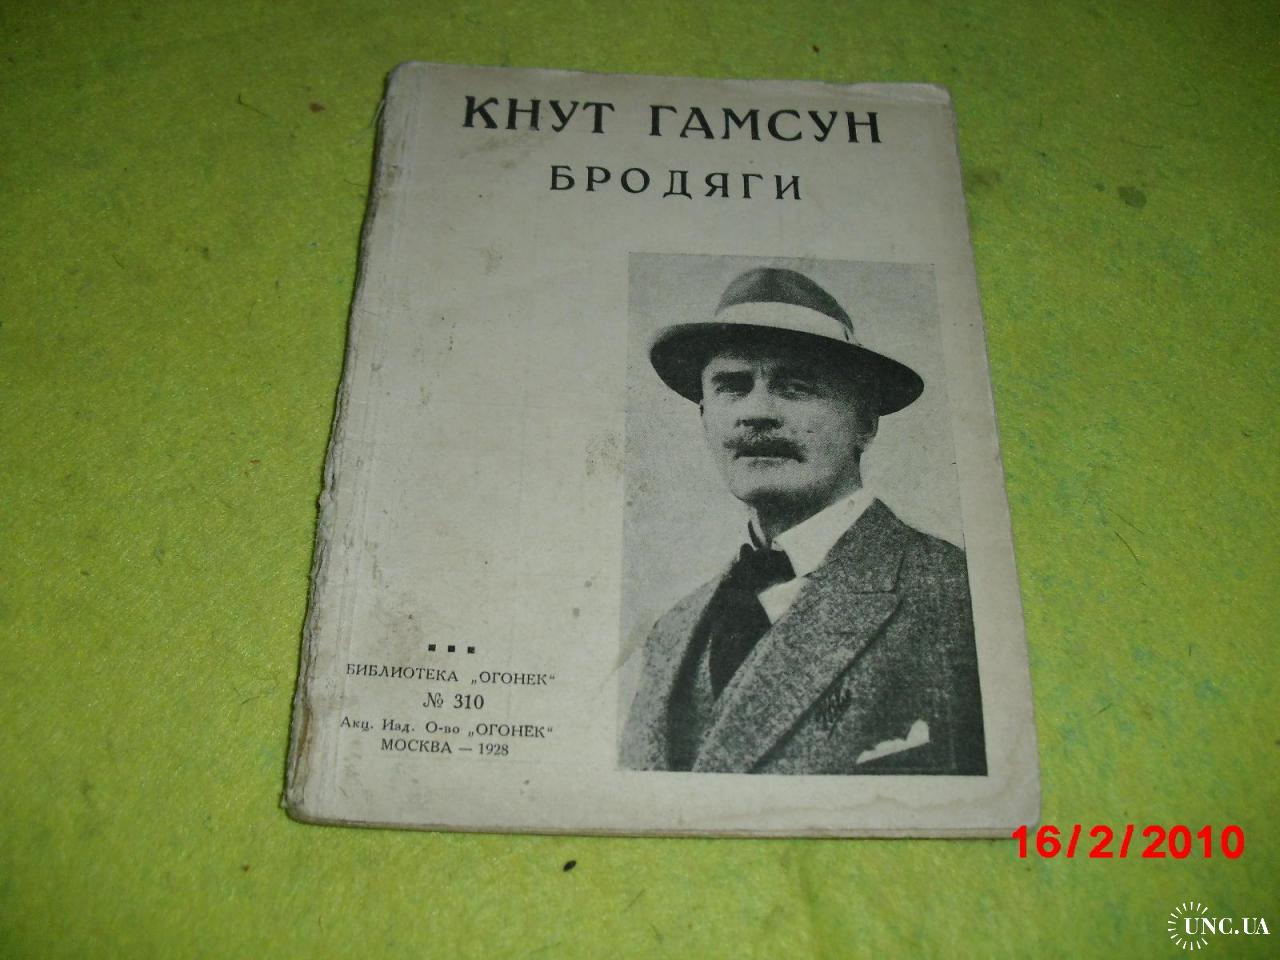 КНУТ ГАМСУН
БРОДЯГИ
БИБЛИОТЕКА „ОГОНЕК“
№ 310
Акц. Изд. О-во „ОГОНЕК“
МОСКВА — 1928
16/2/2010
UNC.UA